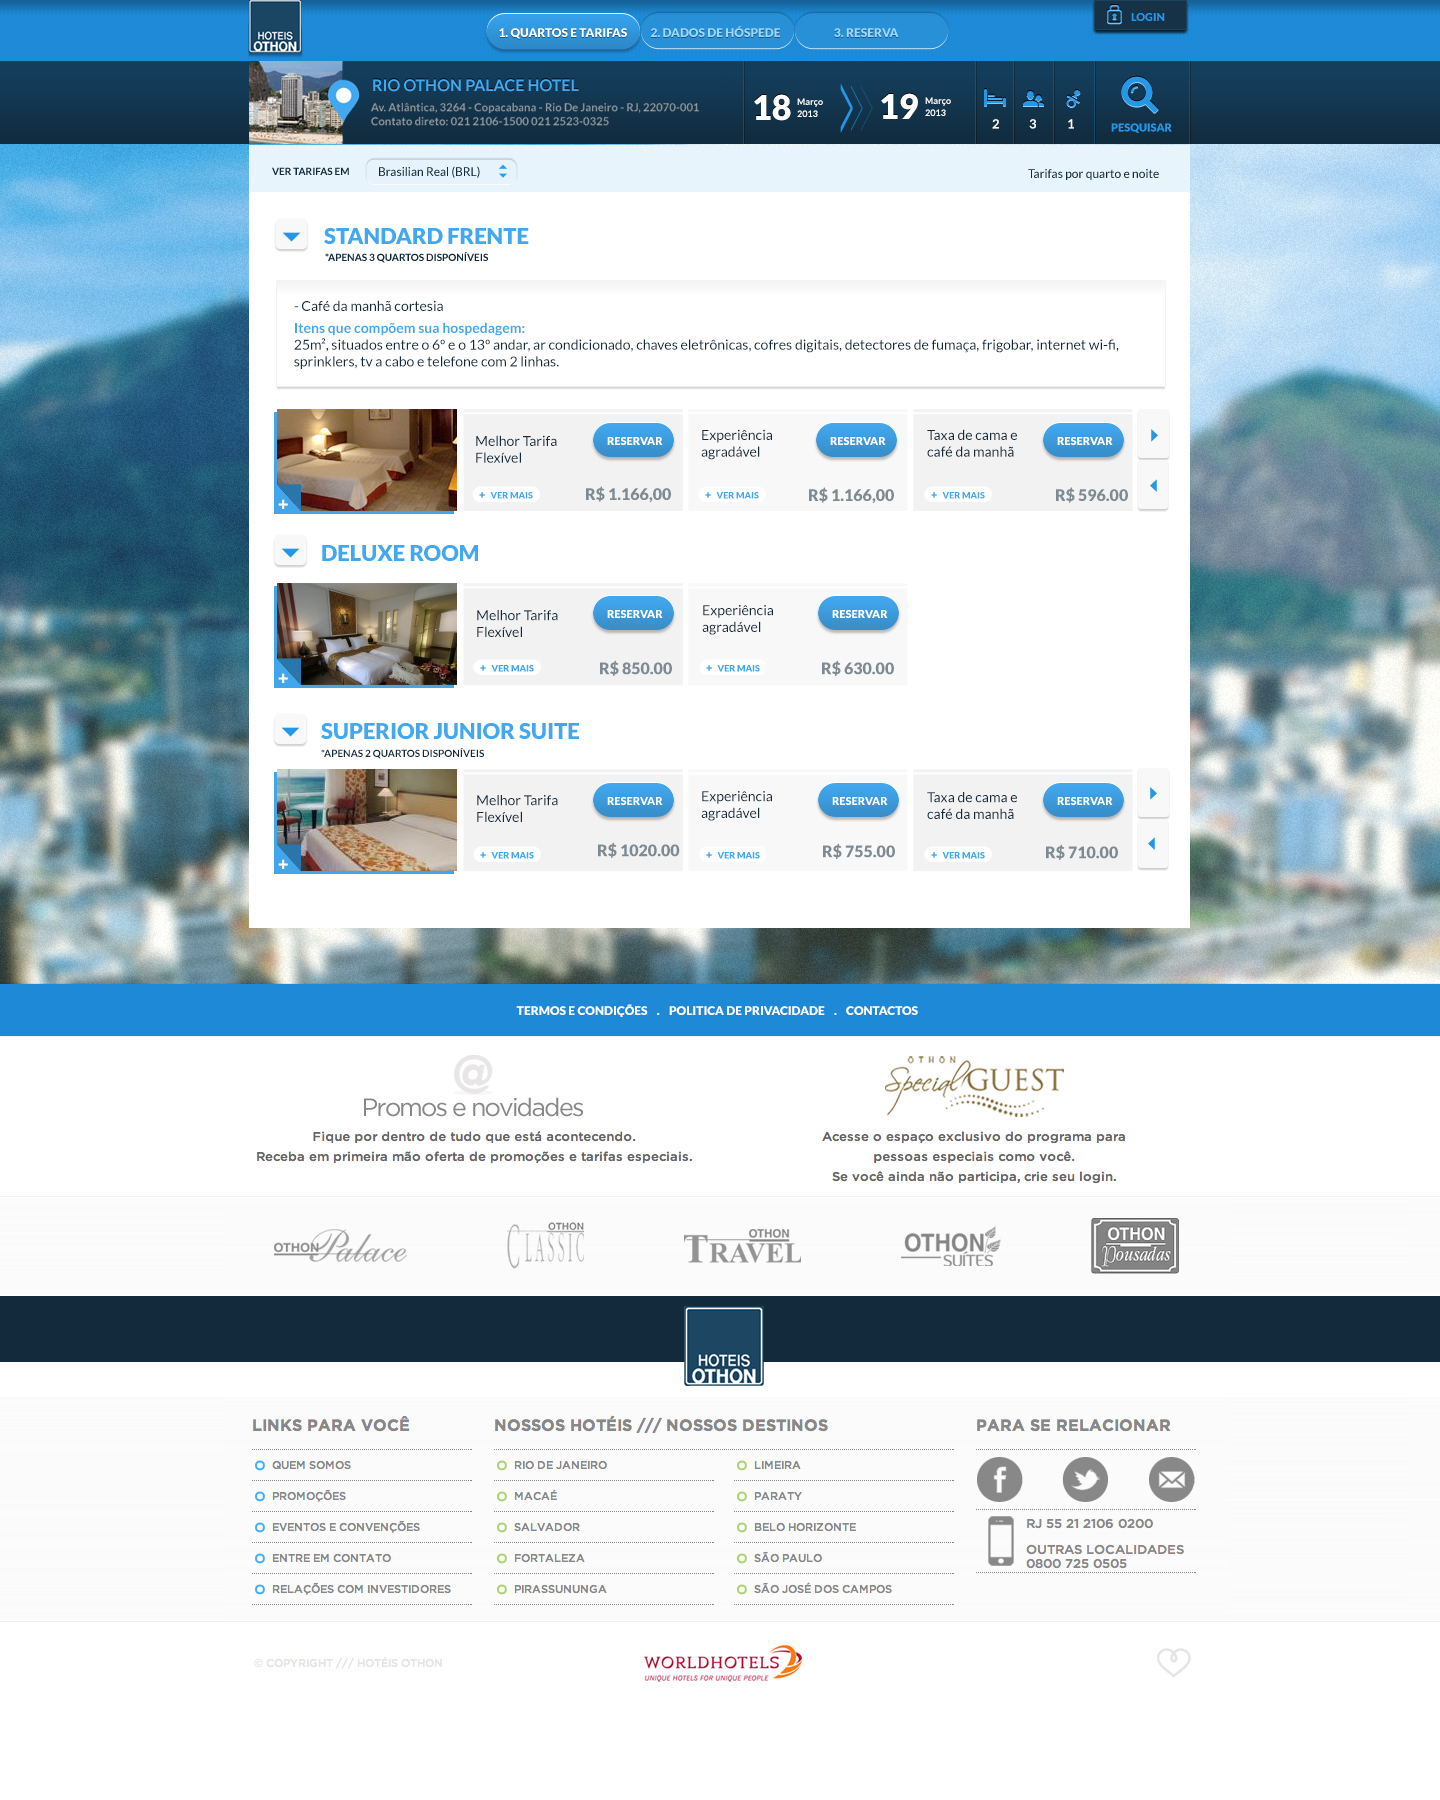 HOTEIS
OTHON
1. QUARTOS E TARIFAS
2. DADOS DE HÓSPEDE
3. RESERVA
LOGIN
RIO OTHON PALACE HOTEL
Av. Atlântica, 3264 - Copacabana - Rio De Janeiro - RJ, 22070-001
Contato direto: 021 2106-1500 021 2523-0325
18 Março 2013
19 Março 2013
2
3
1
PESQUISAR
VER TARIFAS EM
Brasilian Real (BRL)
Tarifas por quarto e noite
STANDARD FRENTE
*APENAS 3 QUARTOS DISPONÍVEIS
- Café da manhã cortesia
Itens que compõem sua hospedagem:
25m², situados entre o 6º e o 13º andar, ar condicionado, chaves eletrônicas, cofres digitais, detectores de fumaça, frigobar, internet wi-fi,
sprinklers, tv a cabo e telefone com 2 linhas.
Melhor Tarifa
Flexível
RESERVAR
+ VER MAIS
R$ 1.166,00
Experiência
agradável
RESERVAR
+ VER MAIS
R$ 1.166,00
Taxa de cama e
café da manhã
RESERVAR
+ VER MAIS
R$ 596.00
DELUXE ROOM
Melhor Tarifa
Flexível
RESERVAR
+ VER MAIS
R$ 850.00
Experiência
agradável
RESERVAR
+ VER MAIS
R$ 630.00
SUPERIOR JUNIOR SUITE
*APENAS 2 QUARTOS DISPONÍVEIS
Melhor Tarifa
Flexível
RESERVAR
+ VER MAIS
R$ 1020.00
Experiência
agradável
RESERVAR
+ VER MAIS
R$ 755.00
Taxa de cama e
café da manhã
RESERVAR
+ VER MAIS
R$ 710.00
TERMOS E CONDIÇÕES . POLITICA DE PRIVACIDADE . CONTACTOS
@
Promos e novidades
Fique por dentro de tudo que está acontecendo.
Receba em primeira mão oferta de promoções e tarifas especiais.
OTHON
Special GUEST
Acesse o espaço exclusivo do programa para
pessoas especiais como você.
Se você ainda não participa, crie seu login.
OTHON Palace
OTHON
CLASSIC
OTHON
TRAVEL
OTHON
SUÍTES
OTHON
Pousadas
HOTEIS
OTHON
LINKS PARA VOCÊ
QUEM SOMOS
PROMOÇÕES
EVENTOS E CONVENÇÕES
ENTRE EM CONTATO
RELAÇÕES COM INVESTIDORES
NOSSOS HOTÉIS /// NOSSOS DESTINOS
RIO DE JANEIRO
MACAÉ
SALVADOR
FORTALEZA
PIRASSUNUNGA
LIMEIRA
PARATY
BELO HORIZONTE
SÃO PAULO
SÃO JOSÉ DOS CAMPOS
PARA SE RELACIONAR
RJ 55 21 2106 0200
OUTRAS LOCALIDADES
0800 725 0505
© COPYRIGHT /// HOTÉIS OTHON
WORLDHOTELS
UNIQUE HOTELS FOR UNIQUE PEOPLE